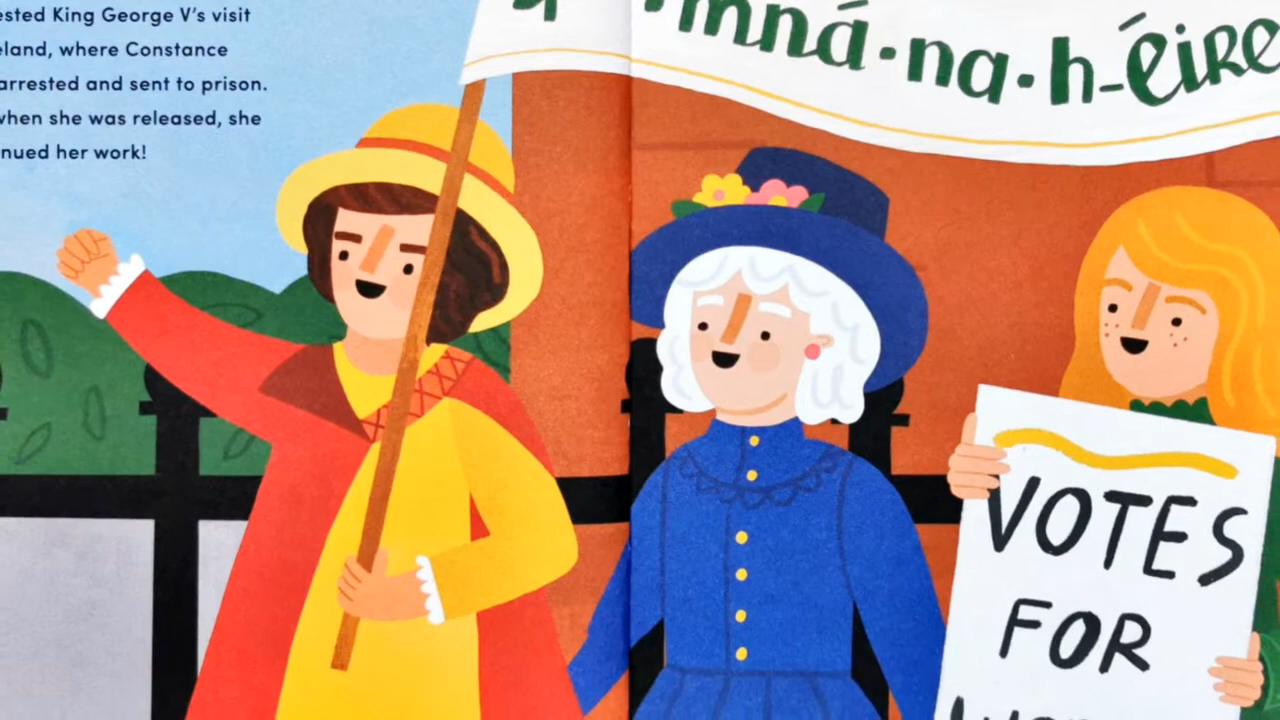 ested King George V's visit
eland, where Constance
arrested and sent to prison.
when she was released, she
nued her work!
mná·na·h-éire
VOTES
FOR